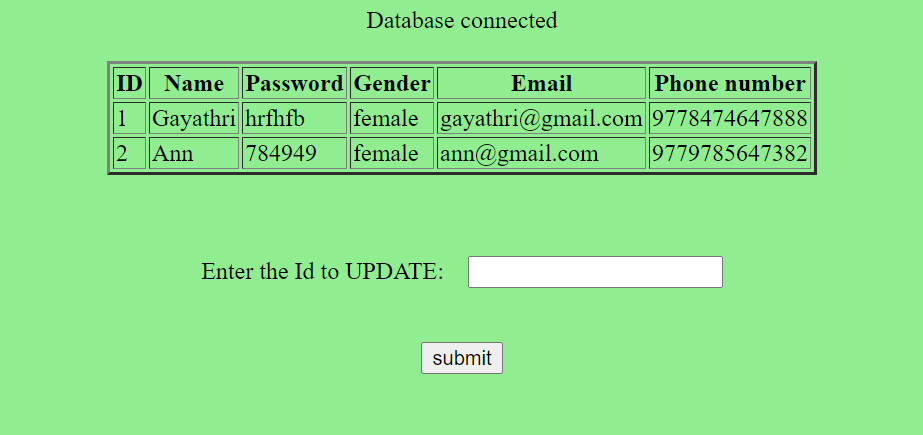 Database connected
ID Name Password Gender Email Phone number
1 Gayathri hrfhfb female gayathri@gmail.com 9778474647888
2 Ann 784949 female ann@gmail.com 9779785647382
Enter the Id to UPDATE:
submit